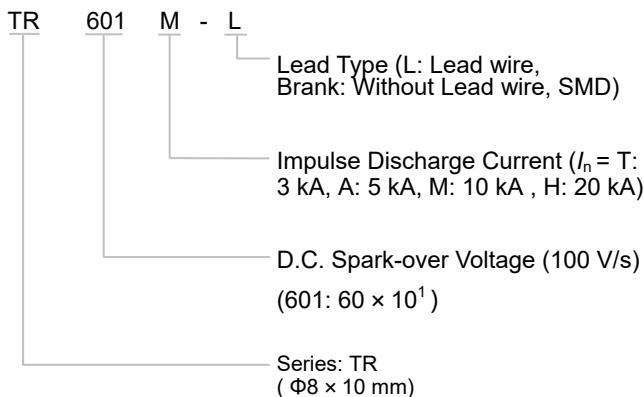 TR 601 M - L
Lead Type (L: Lead wire,
Brank: Without Lead wire, SMD)
Impulse Discharge Current (Iₙ = T:
3 kA, A: 5 kA, M: 10 kA , H: 20 kA)
D.C. Spark-over Voltage (100 V/s)
(601: 60 × 10¹ )
Series: TR
( Φ8 × 10 mm)